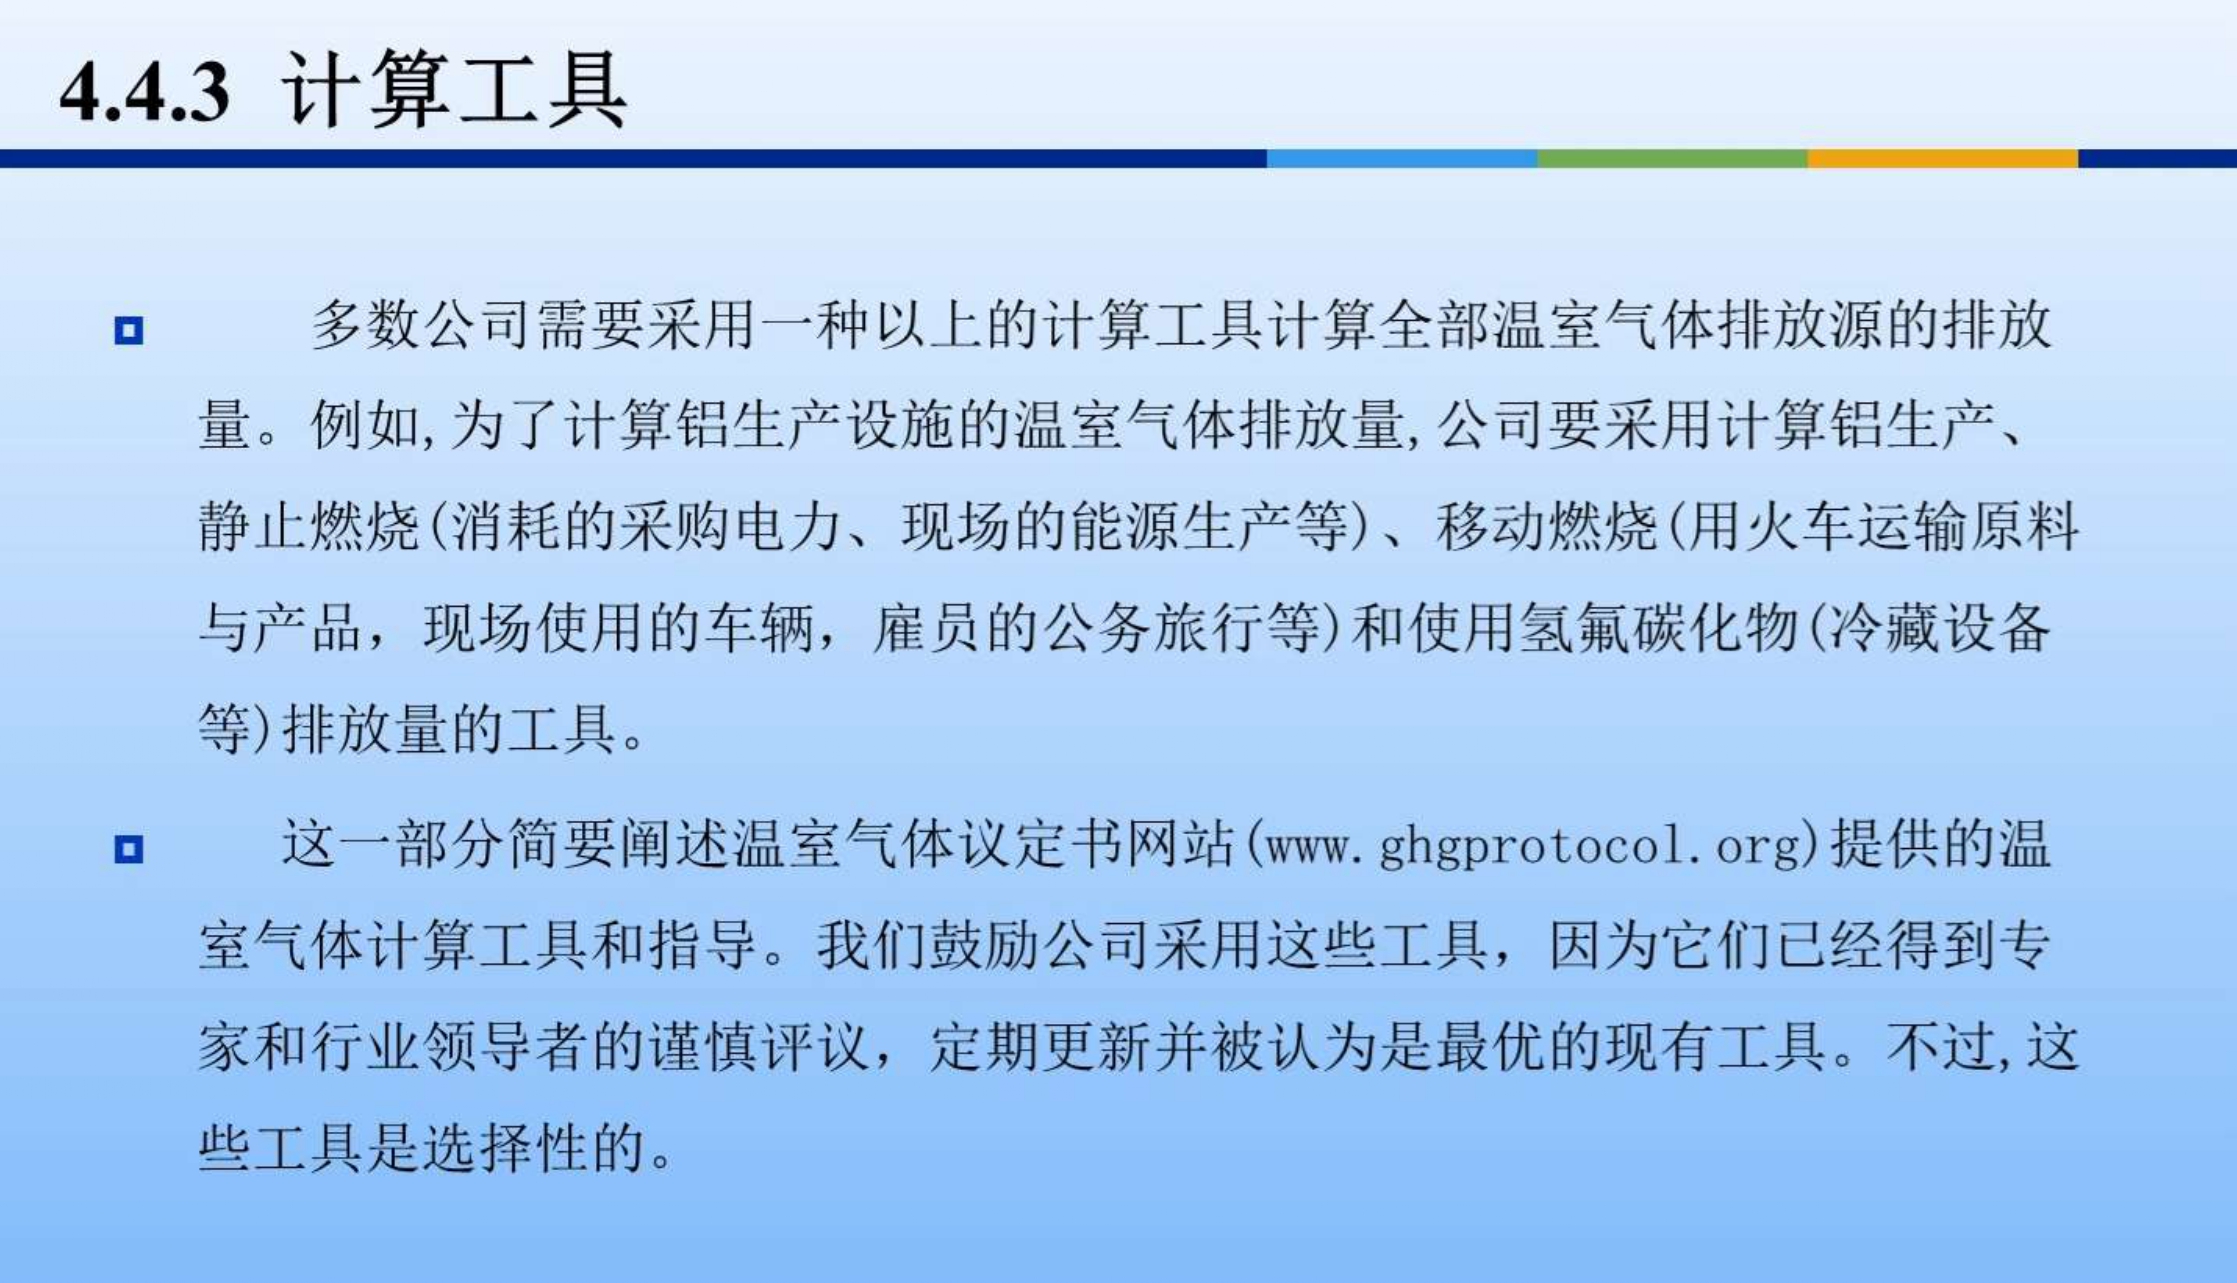 4.4.3 计算工具
多数公司需要采用一种以上的计算工具计算全部温室气体排放源的排放
量。例如,为了计算铝生产设施的温室气体排放量,公司要采用计算铝生产、
静止燃烧(消耗的采购电力、现场的能源生产等)、移动燃烧(用火车运输原料
与产品，现场使用的车辆，雇员的公务旅行等)和使用氢氟碳化物(冷藏设备
等)排放量的工具。
这一部分简要阐述温室气体议定书网站(www.ghgprotocol.org)提供的温
室气体计算工具和指导。我们鼓励公司采用这些工具，因为它们已经得到专
家和行业领导者的谨慎评议，定期更新并被认为是最优的现有工具。不过,这
些工具是选择性的。